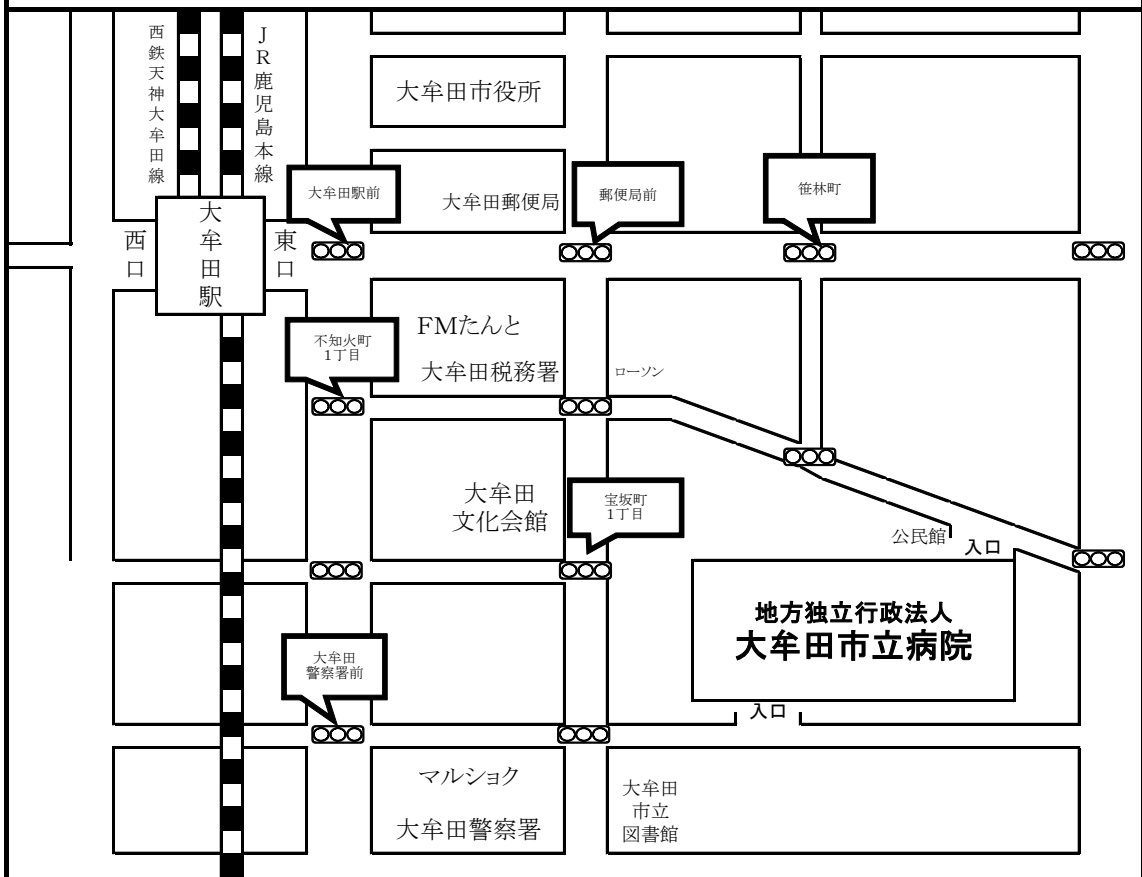 西鉄天神大牟田線
JR鹿児島本線
大牟田市役所
大牟田駅前
大牟田郵便局
郵便局前
笹林町
西口
大牟田駅
東口
不知火町
1丁目
FMたんと
大牟田税務署
ローソン
大牟田
文化会館
宝坂町
1丁目
公民館
入口
地方独立行政法人
大牟田市立病院
入口
大牟田
警察署前
マルショク
大牟田警察署
大牟田
市立
図書館